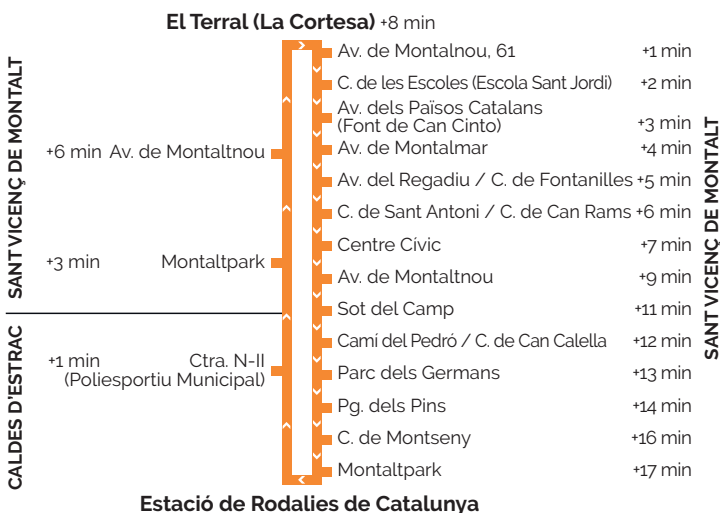 El Terral (La Cortesa) +8 min
Av. de Montalnou, 61 +1 min
C. de les Escoles (Escola Sant Jordi) +2 min
Av. dels Països Catalans
(Font de Can Cinto) +3 min
Av. de Montalmar +4 min
Av. del Regadiu / C. de Fontanilles +5 min
C. de Sant Antoni / C. de Can Rams +6 min
Centre Cívic +7 min
Av. de Montaltnou +9 min
Sot del Camp +11 min
Camí del Pedró / C. de Can Calella +12 min
Parc dels Germans +13 min
Pg. dels Pins +14 min
C. de Montseny +16 min
Montaltpark +17 min
SANT VICENÇ DE MONTALT
+6 min Av. de Montaltnou
+3 min Montaltpark
SANT VICENÇ DE MONTALT
+1 min Ctra. N-II
(Poliesportiu Municipal)
CALDES D'ESTRAC
Estació de Rodalies de Catalunya